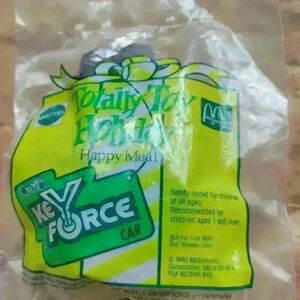 MATTEL
Totally Toy
Holiday
Happy Meal
KEY
FORCE
CAR
Safety-tested for children
of all ages.
Recommended for
children ages 1 and over.
Not For Use With
Hot Wheels Sets
© 1993 McDonald's
Corporation